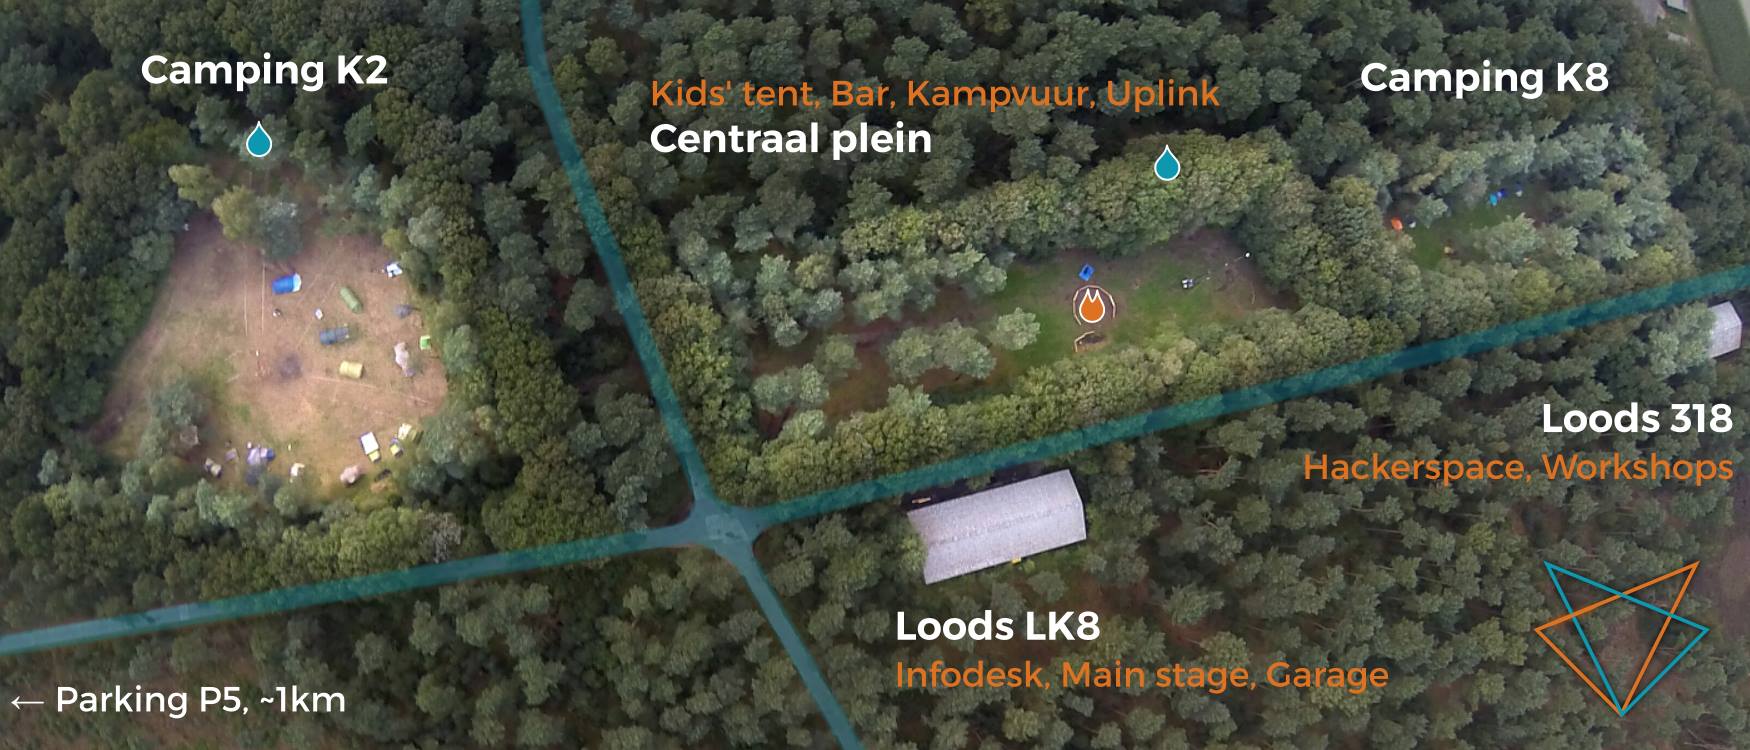 Camping K2
Kids' tent, Bar, Kampvuur, Uplink
Centraal plein
Camping K8
Loods 318
Hackerspace, Workshops
Loods LK8
Infodesk, Main stage, Garage
← Parking P5, ~1km